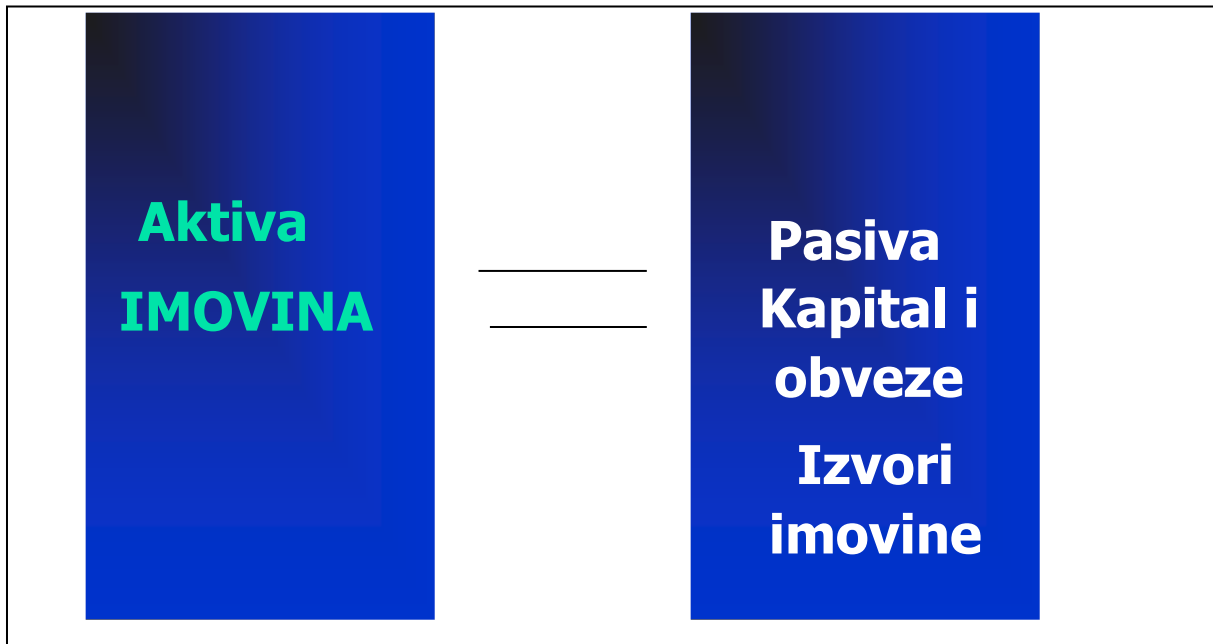 Aktiva
IMOVINA
Pasiva
Kapital i
obveze
Izvori
imovine